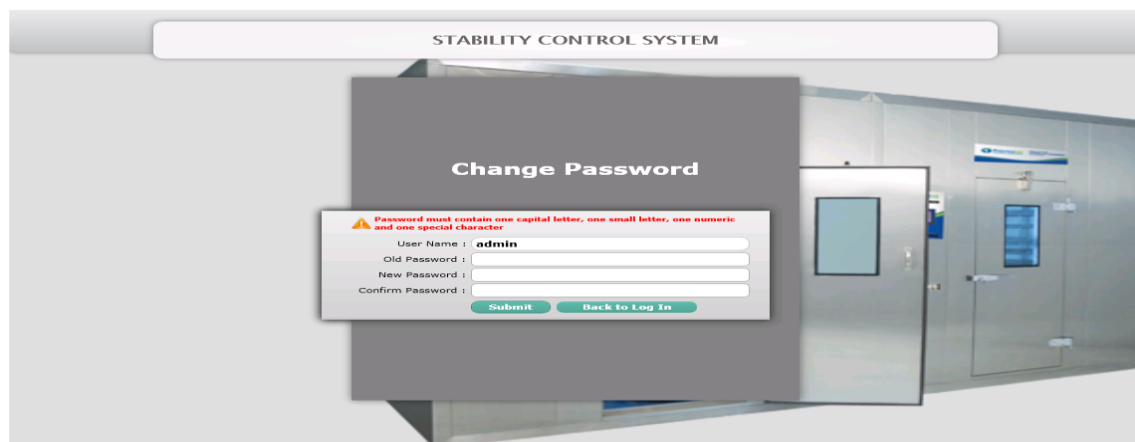 STABILITY CONTROL SYSTEM
Change Password
Password must contain one capital letter, one small letter, one numeric
and one special character
User Name : admin
Old Password :
New Password :
Confirm Password :
Submit Back to Log In